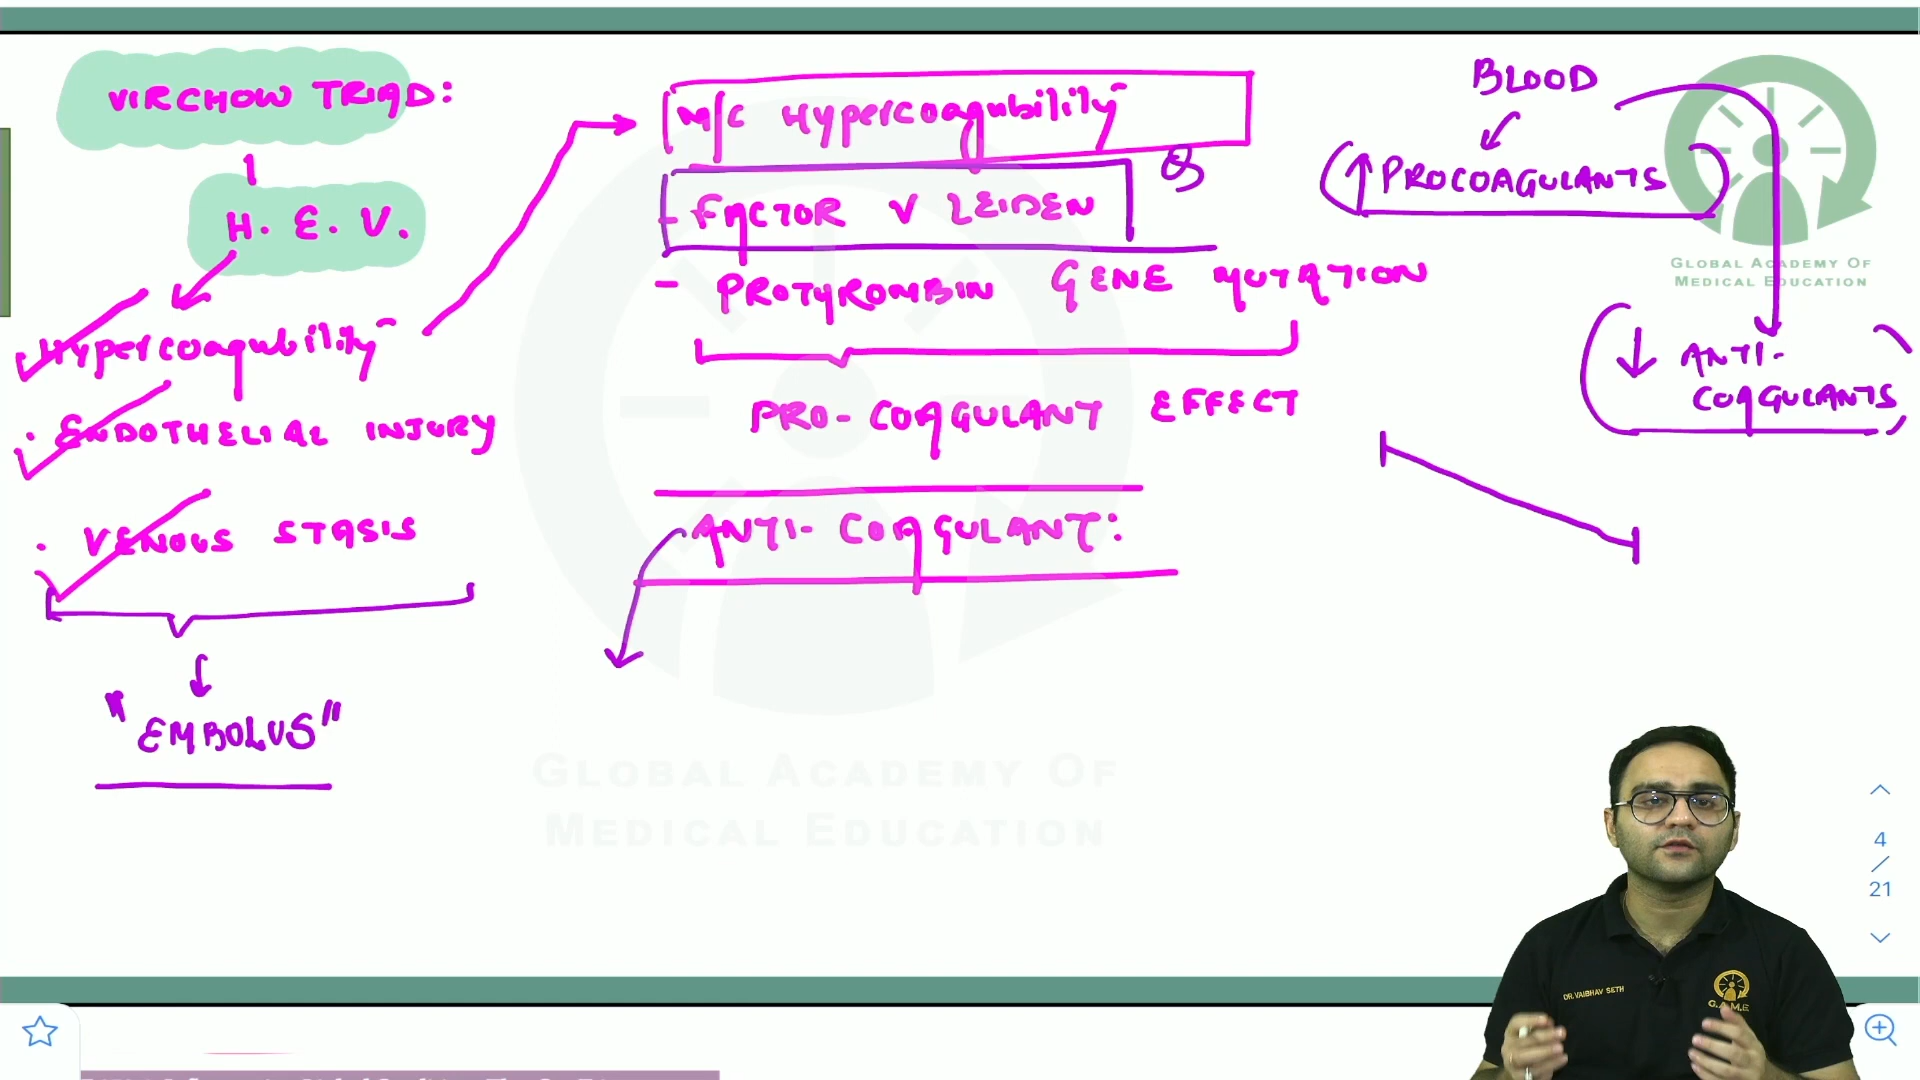 VIRCHOW TRIAD:
H. E. V.
Hypercoagubility
. ENDOTHELIAL INJURY
. VENOUS STASIS
"EMBOLUS"
M/C Hypercoagubility
- FACTOR V LEIDEN
- PROTYROMBIN GENE MUTATION
PRO-COAGULANT EFFECT
ANTI-COAGULANT:
BLOOD
↑ PROCOAGULANTS
↓ ANTI-
COAGULANTS
GLOBAL ACADEMY OF
MEDICAL EDUCATION
GLOBAL ACADEMY OF
MEDICAL EDUCATION
4
/
21
DR. VAIBHAV SETH
G.A.M.E